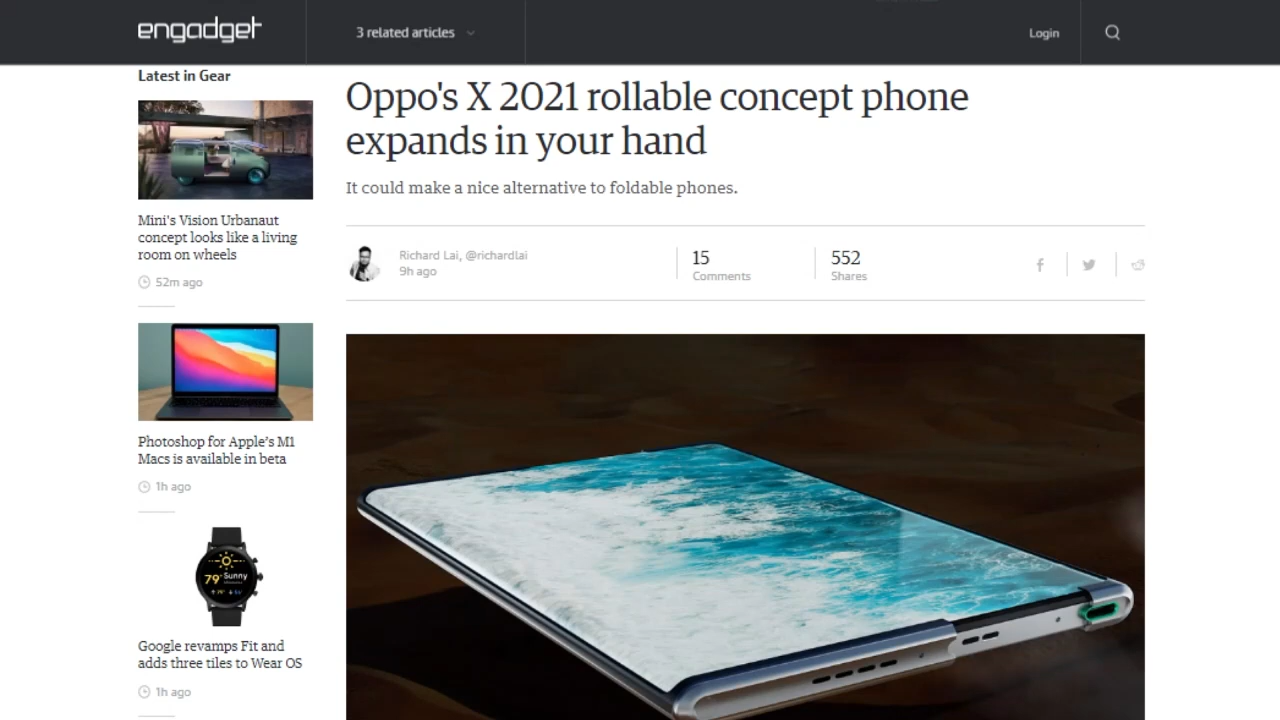 engadget
3 related articles
Login
Latest in Gear
Mini's Vision Urbanaut
concept looks like a living
room on wheels
52m ago
Photoshop for Apple's M1
Macs is available in beta
1h ago
79° Sunny
Google revamps Fit and
adds three tiles to Wear OS
1h ago
Oppo's X 2021 rollable concept phone
expands in your hand
It could make a nice alternative to foldable phones.
Richard Lai, @richardlai
9h ago
15
Comments
552
Shares